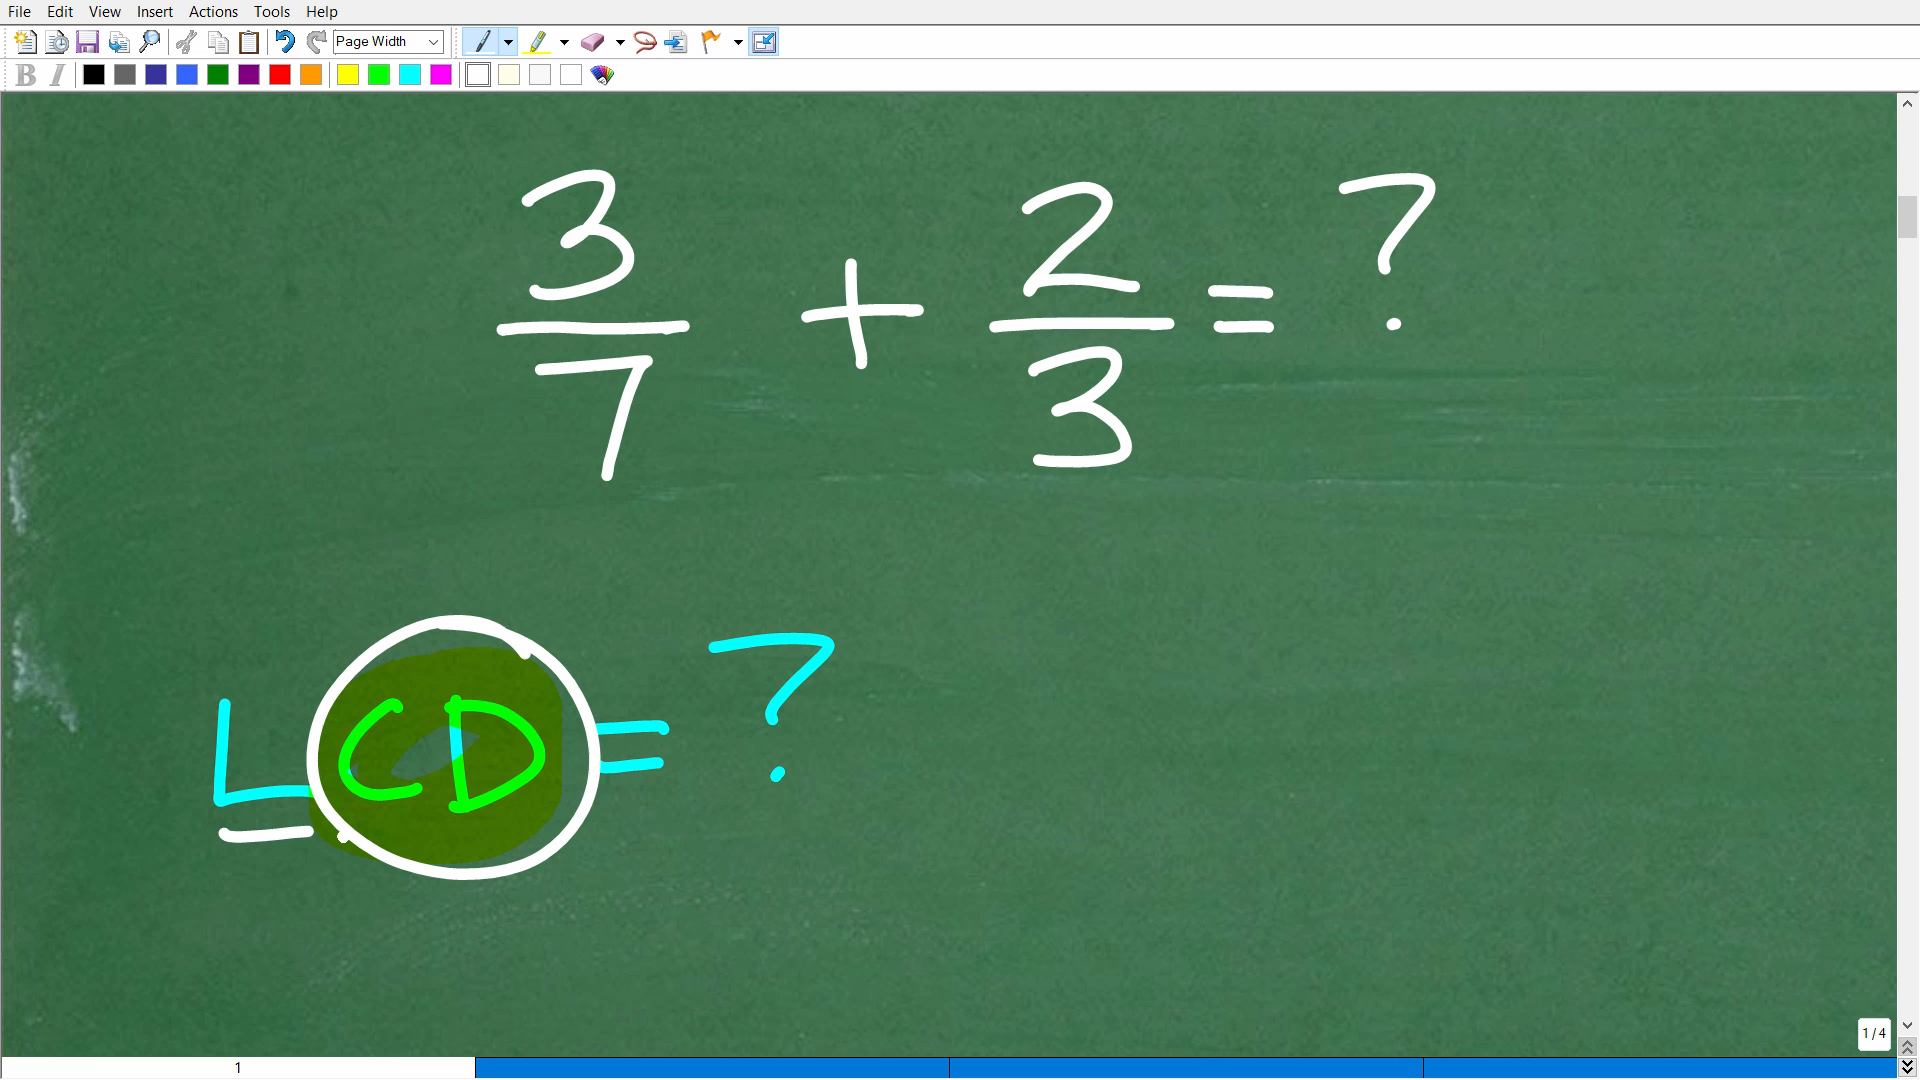 File Edit View Insert Actions Tools Help
Page Width
B I
3/7 + 2/3 = ?
LCD = ?
1 / 4
1